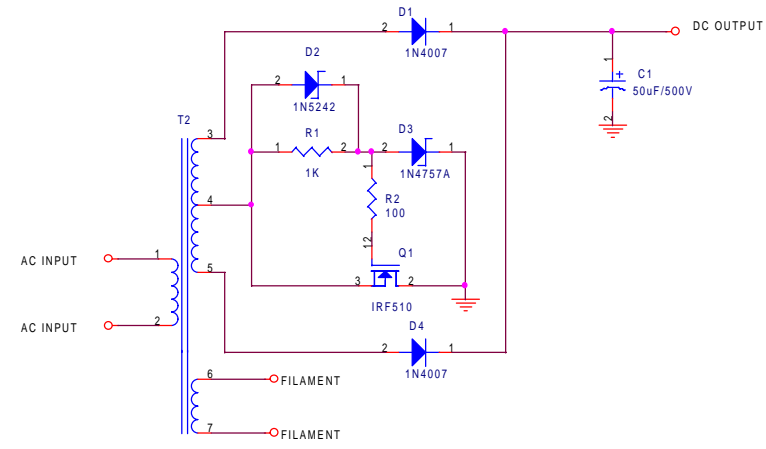 D1
2 1
1N4007
DC OUTPUT
D2
2 1
1N5242
1
+
C1
50uF/500V
2
T2
3
R1
1 2
1K
D3
2 1
1N4757A
1
R2
100
2
4
1
Q1
3 2
IRF510
5
AC INPUT
1
AC INPUT
2
D4
2 1
1N4007
6
FILAMENT
7
FILAMENT